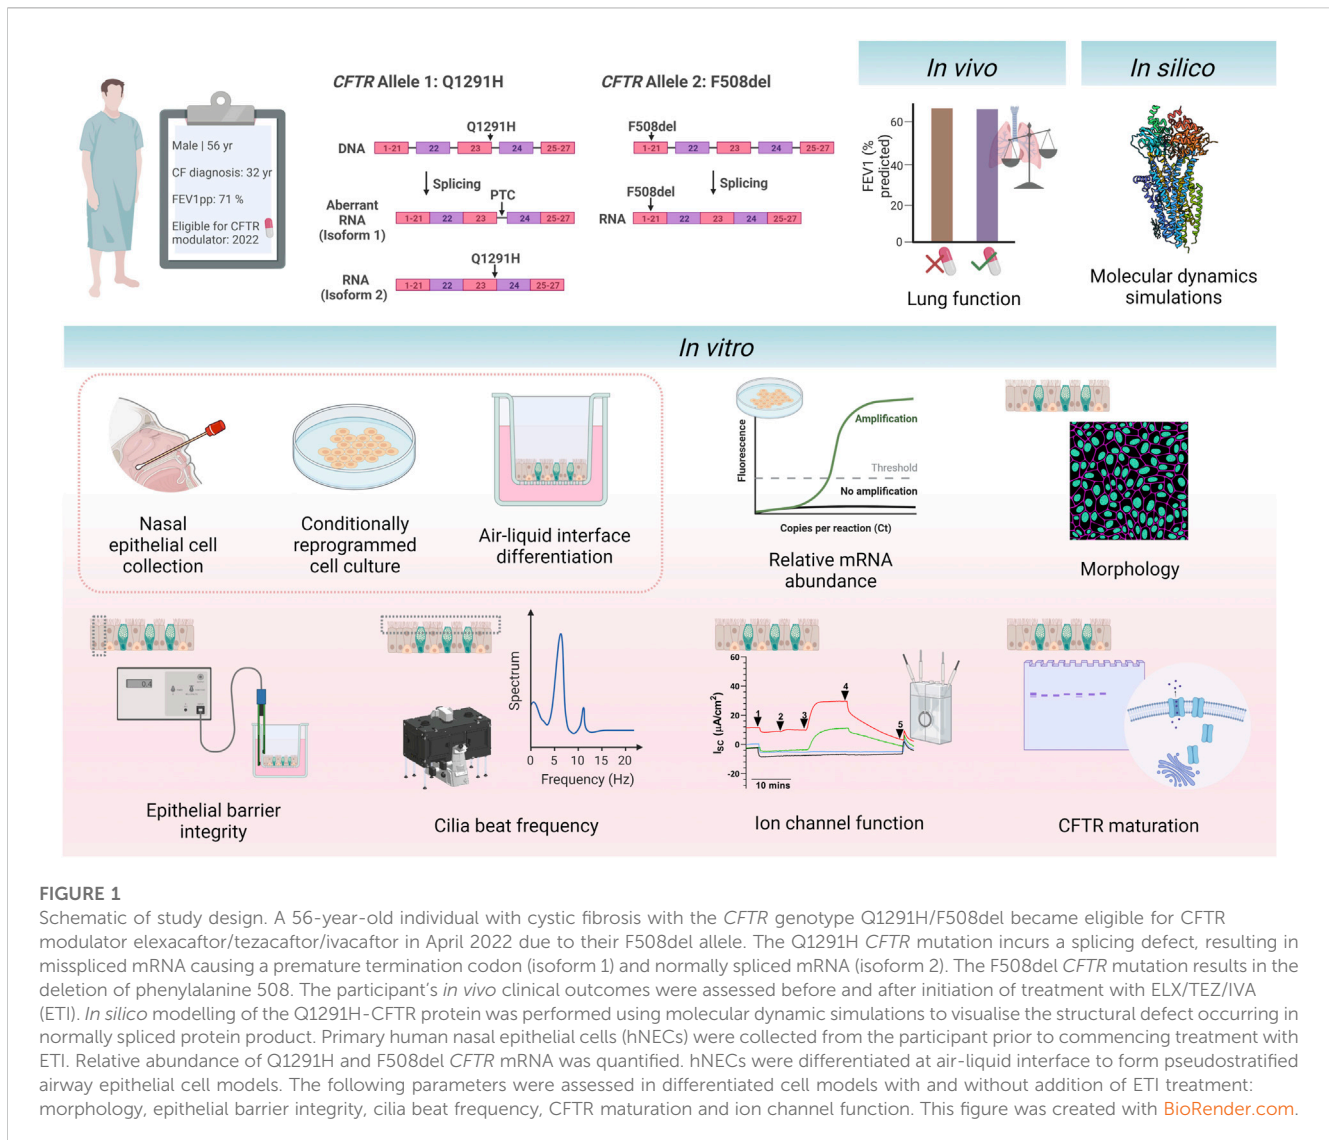 Male | 56 yr
CF diagnosis: 32 yr
FEV1pp: 71 %
Eligible for CFTR
modulator: 2022
CFTR Allele 1: Q1291H
Q1291H
DNA
1-21 22 23 24 25-27
Splicing
PTC
Aberrant
RNA
(Isoform 1)
1-21 22 23 24 25-27
Q1291H
RNA
(Isoform 2)
1-21 22 23 24 25-27
CFTR Allele 2: F508del
F508del
1-21 22 23 24 25-27
F508del
Splicing
RNA
1-21 22 23 24 25-27
In vivo
FEV1 (%
predicted)
60
40
20
0
Lung function
In silico
Molecular dynamics
simulations
In vitro
Nasal
epithelial cell
collection
Conditionally
reprogrammed
cell culture
Air-liquid interface
differentiation
Fluorescence
Amplification
Threshold
No amplification
Copies per reaction (Ct)
Relative mRNA
abundance
Morphology
0.4
Epithelial barrier
integrity
Spectrum
0 5 10 15 20
Frequency (Hz)
Cilia beat frequency
ISC (µA/cm²)
60
40
20
0
-20
1 2 3 4 5
10 mins
Ion channel function
CFTR maturation
FIGURE 1
Schematic of study design. A 56-year-old individual with cystic fibrosis with the CFTR genotype Q1291H/F508del became eligible for CFTR
modulator elexacaftor/tezacaftor/ivacaftor in April 2022 due to their F508del allele. The Q1291H CFTR mutation incurs a splicing defect, resulting in
misspliced mRNA causing a premature termination codon (isoform 1) and normally spliced mRNA (isoform 2). The F508del CFTR mutation results in the
deletion of phenylalanine 508. The participant's in vivo clinical outcomes were assessed before and after initiation of treatment with ELX/TEZ/IVA
(ETI). In silico modelling of the Q1291H-CFTR protein was performed using molecular dynamic simulations to visualise the structural defect occurring in
normally spliced protein product. Primary human nasal epithelial cells (hNECs) were collected from the participant prior to commencing treatment with
ETI. Relative abundance of Q1291H and F508del CFTR mRNA was quantified. hNECs were differentiated at air-liquid interface to form pseudostratified
airway epithelial cell models. The following parameters were assessed in differentiated cell models with and without addition of ETI treatment:
morphology, epithelial barrier integrity, cilia beat frequency, CFTR maturation and ion channel function. This figure was created with BioRender.com.